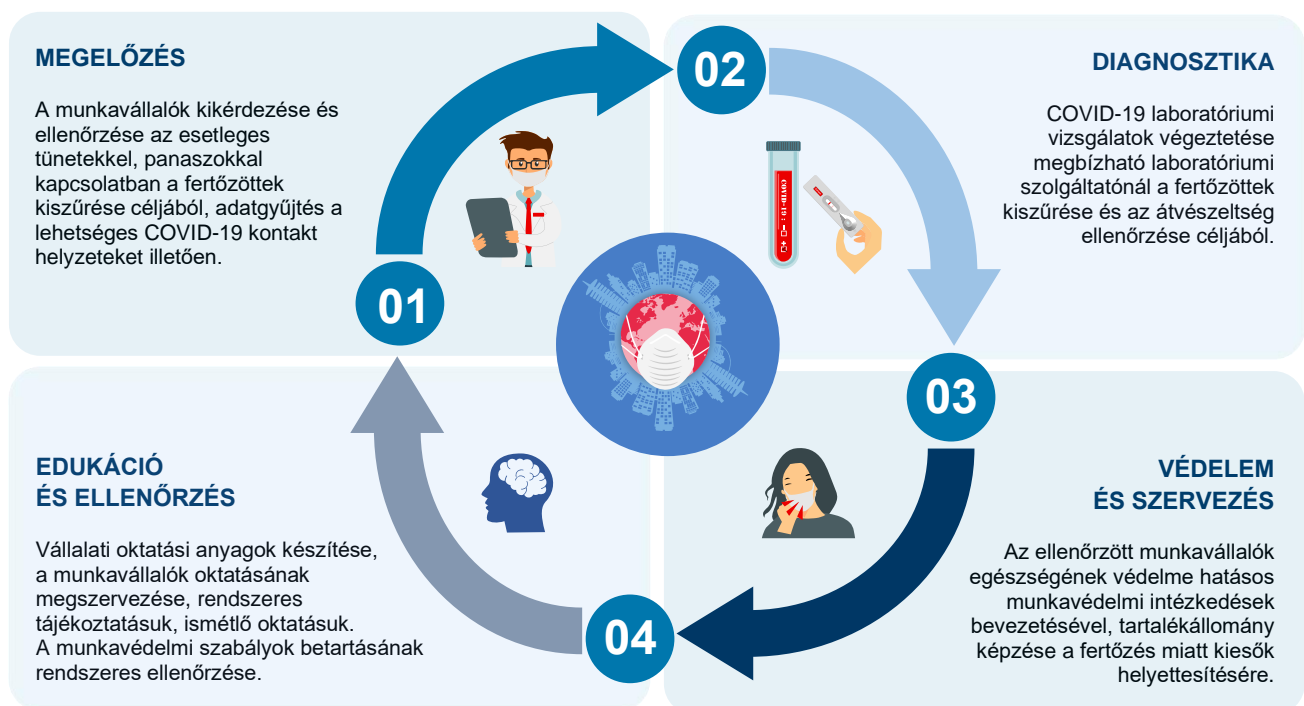 MEGELŐZÉS
A munkavállalók kikérdezése és
ellenőrzése az esetleges
tünetekkel, panaszokkal
kapcsolatban a fertőzöttek
kiszűrése céljából, adatgyűjtés a
lehetséges COVID-19 kontakt
helyzeteket illetően.
01
02
DIAGNOSZTIKA
COVID-19 laboratóriumi
vizsgálatok végeztetése
megbízható laboratóriumi
szolgáltatónál a fertőzöttek
kiszűrése és az átvészeltség
ellenőrzése céljából.
COVID-19
03
VÉDELEM
ÉS SZERVEZÉS
Az ellenőrzött munkavállalók
egészségének védelme hatásos
munkavédelmi intézkedések
bevezetésével, tartalékállomány
képzése a fertőzés miatt kiesők
helyettesítésére.
04
EDUKÁCIÓ
ÉS ELLENŐRZÉS
Vállalati oktatási anyagok készítése,
a munkavállalók oktatásának
megszervezése, rendszeres
tájékoztatásuk, ismétlő oktatásuk.
A munkavédelmi szabályok betartásának
rendszeres ellenőrzése.